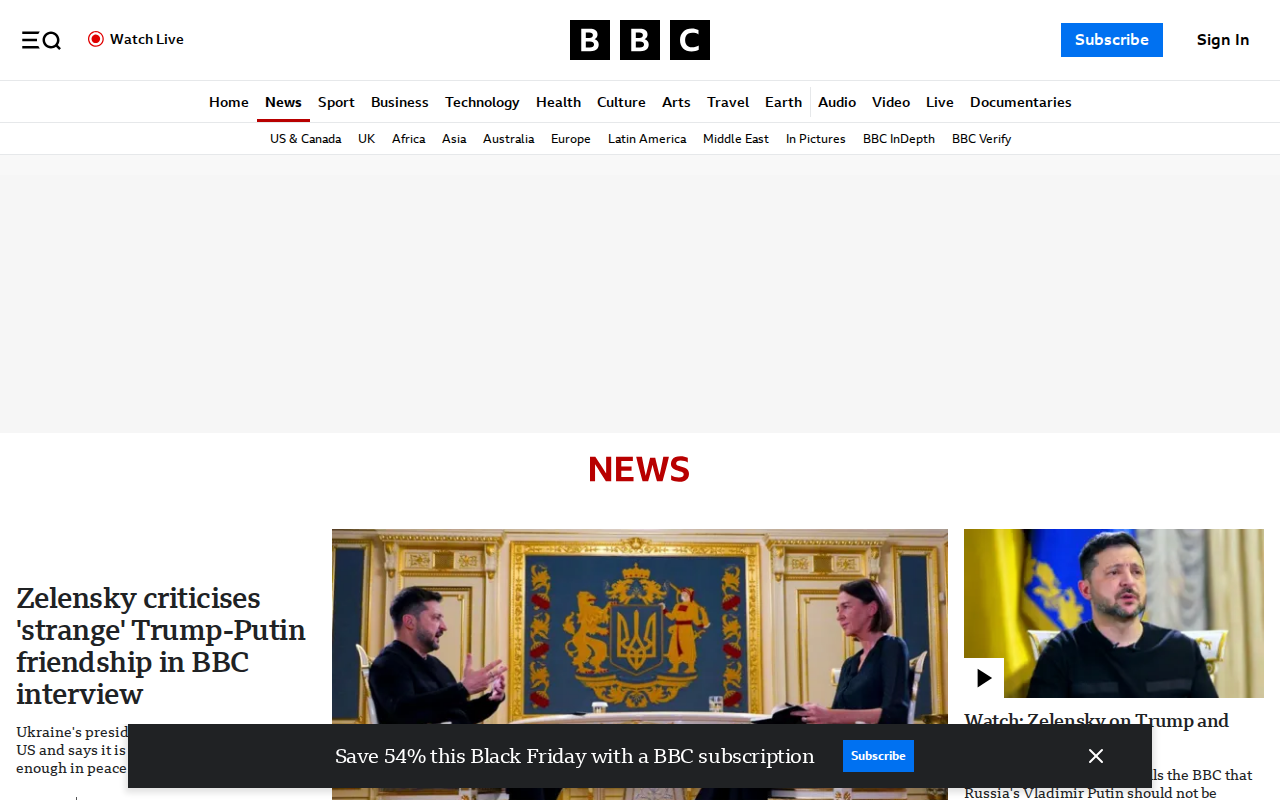 Watch Live
BBC
Subscribe
Sign In
Home
News
Sport
Business
Technology
Health
Culture
Arts
Travel
Earth
Audio
Video
Live
Documentaries
US & Canada
UK
Africa
Asia
Australia
Europe
Latin America
Middle East
In Pictures
BBC InDepth
BBC Verify
NEWS
Zelensky criticises
'strange' Trump-Putin
friendship in BBC
interview
Ukraine's
US and says it is
enough in peace
Watch: Zelensky on Trump and
the BBC that
Russia's Vladimir Putin should not be
Save 54% this Black Friday with a BBC subscription
Subscribe